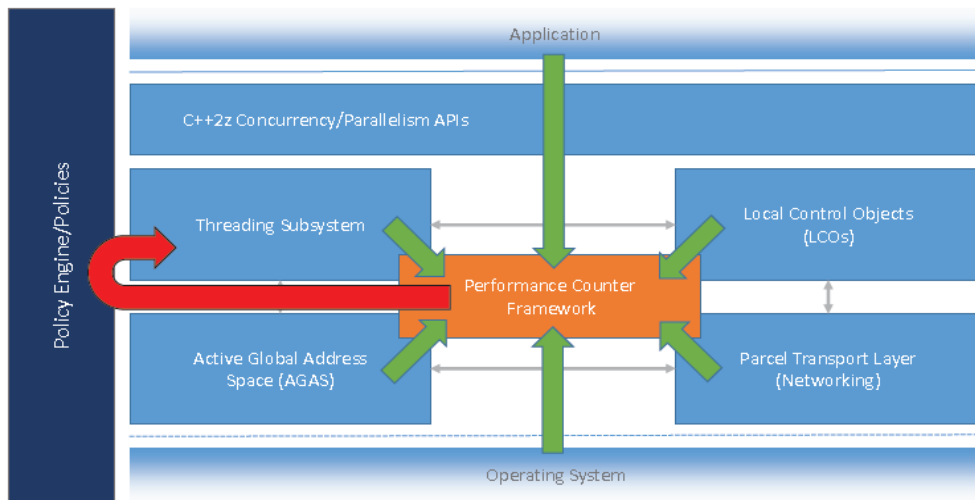 Application
C++2z Concurrency/Parallelism APIs
Policy Engine/Policies
Threading Subsystem
Local Control Objects
(LCOs)
Performance Counter
Framework
Active Global Address
Space (AGAS)
Parcel Transport Layer
(Networking)
Operating System